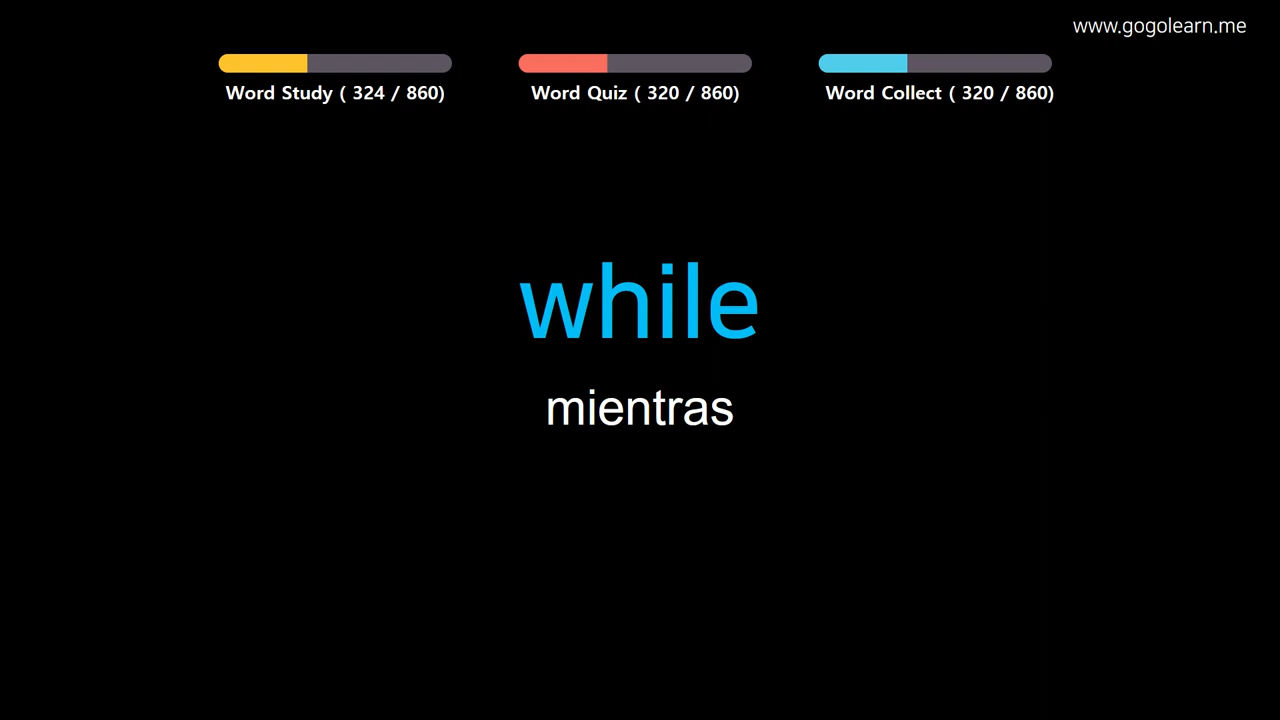 www.gogolearn.me
Word Study ( 324 / 860)
Word Quiz ( 320 / 860)
Word Collect ( 320 / 860)
while
mientras